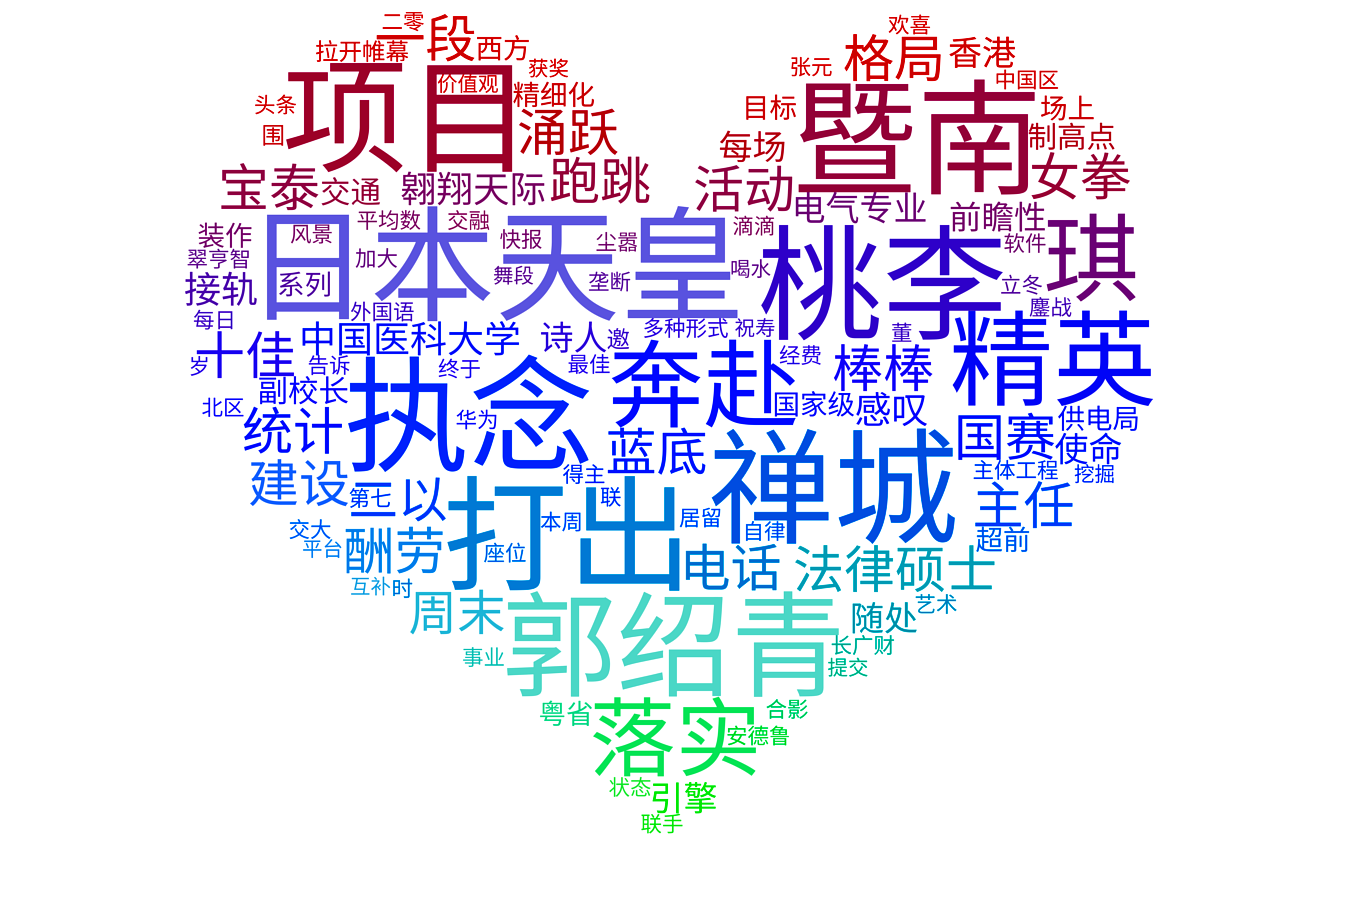 二零
二段
西方
拉开帷幕
获奖
项目
价值观
精细化
头条
围
涌跃
欢喜
格局
香港
张元
中国区
暨南
目标
场上
制高点
每场
女拳
宝泰
交通
翱翔天际
跑跳
活动
电气专业
前瞻性
装作
风景
平均数
交融
快报
尘嚣
滴滴
软件
琪
日本天皇
桃李
翠亨智
加大
接轨
系列
舞段
垄断
喝水
立冬
鏖战
每日
外国语
中国医科大学
诗人
邀
多种形式
祝寿
董
精英
岁
十佳
告诉
终于
最佳
奔赴
经费
棒棒
副校长
执念
北区
统计
华为
国家级
感叹
供电局
国赛
使命
蓝底
禅城
建设
第七
二以
得主
联
打出
主体工程
挖掘
主任
交大
平台
酬劳
座位
本周
居留
自律
超前
电话
法律硕士
互补
时
周末
郭绍青
随处
艺术
事业
长广财
提交
粤省
落实
合影
安德鲁
状态
引擎
联手